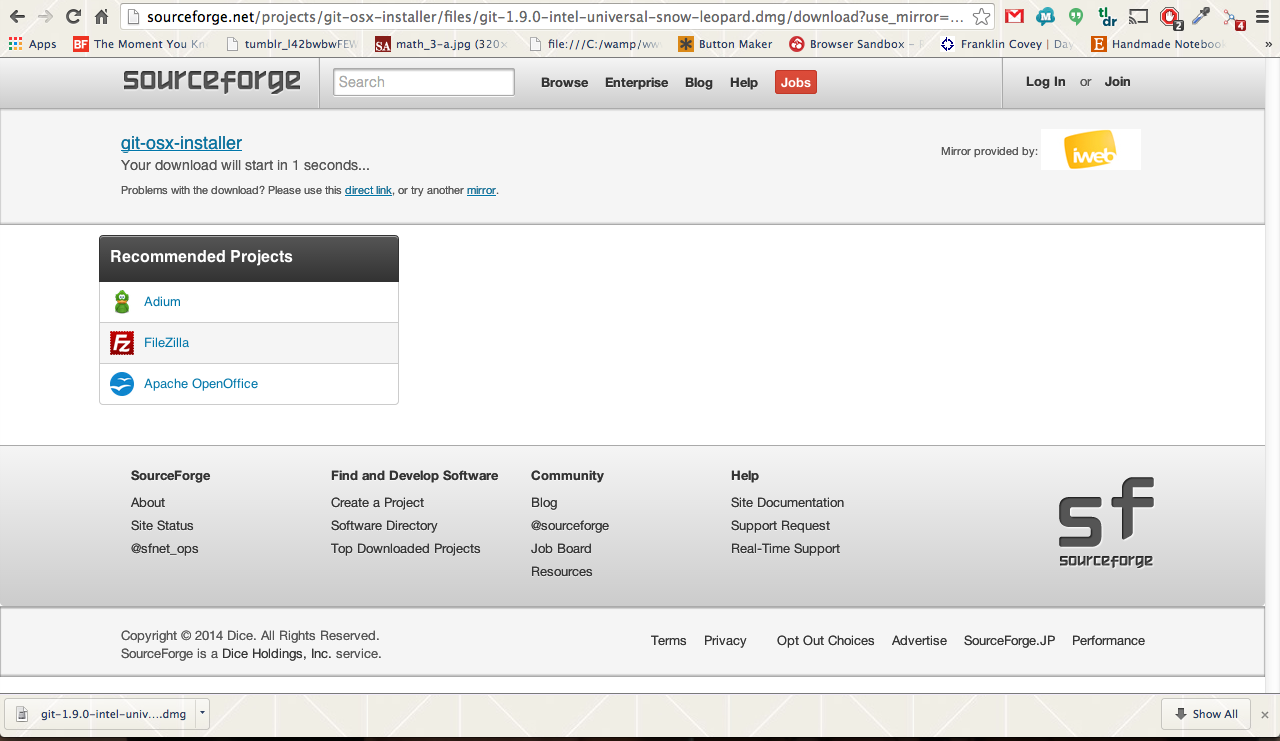 sourceforge.net/projects/git-osx-installer/files/git-1.9.0-intel-universal-snow-leopard.dmg/download?use_mirror=...
tl;dr
2
4
Apps
BF
The Moment You Kn
tumblr_l42bwbwFEW
SA
math_3-a.jpg (320×
file:///C:/wamp/ww
Button Maker
Browser Sandbox –
Franklin Covey | Day
E
Handmade Notebook
»
sourceforge
Search
Browse
Enterprise
Blog
Help
Jobs
Log In or Join
git-osx-installer
Your download will start in 1 seconds...
Problems with the download? Please use this direct link, or try another mirror.
Mirror provided by:
iweb
Recommended Projects
Adium
Fz
FileZilla
Apache OpenOffice
SourceForge
About
Site Status
@sfnet_ops
Find and Develop Software
Create a Project
Software Directory
Top Downloaded Projects
Community
Blog
@sourceforge
Job Board
Resources
Help
Site Documentation
Support Request
Real-Time Support
sf
sourceforge
Copyright © 2014 Dice. All Rights Reserved.
SourceForge is a Dice Holdings, Inc. service.
Terms
Privacy
Opt Out Choices
Advertise
SourceForge.JP
Performance
git-1.9.0-intel-univ....dmg
Show All